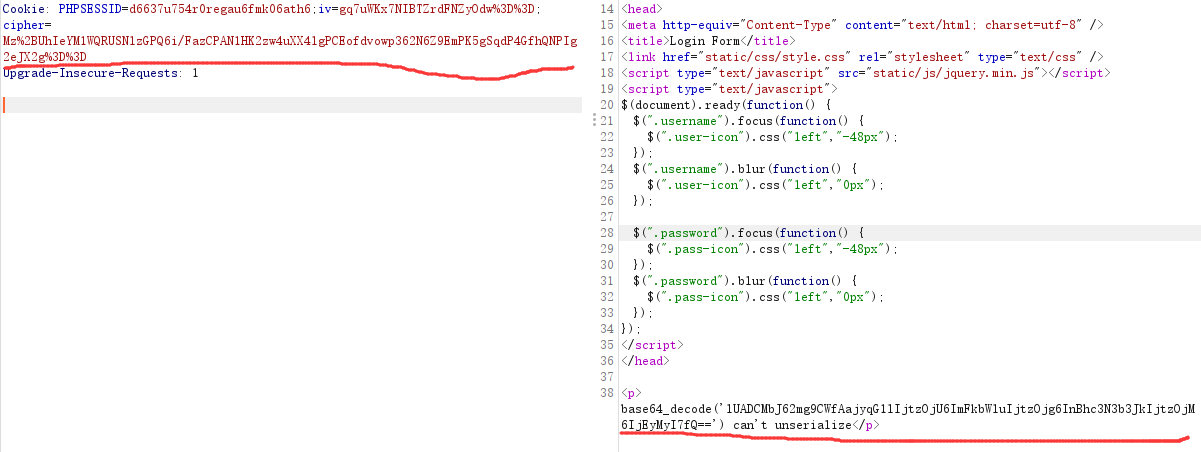 Cookie: PHPSESSID=d6637u754r0regau6fmk06ath6;iv=gq7uWKx7NIBTZrdFNZyOdw%3D%3D;
cipher=
Mz%2BUhIeYM1WQRUSN1zGPQ6i/FazCPAN1HK2zw4uXX41gPCEofdvowp362N6Z9EmPK5gSqdP4GfhQNPIg
2eJX2g%3D%3D
Upgrade-Insecure-Requests: 1
14 <head>
15 <meta http-equiv="Content-Type" content="text/html; charset=utf-8" />
16 <title>Login Form</title>
17 <link href="static/css/style.css" rel="stylesheet" type="text/css" />
18 <script type="text/javascript" src="static/js/jquery.min.js"></script>
19 <script type="text/javascript">
20 $(document).ready(function() {
21 $(".username").focus(function() {
22 $(".user-icon").css("left","-48px");
23 });
24 $(".username").blur(function() {
25 $(".user-icon").css("left","0px");
26 });
27
28 $(".password").focus(function() {
29 $(".pass-icon").css("left","-48px");
30 });
31 $(".password").blur(function() {
32 $(".pass-icon").css("left","0px");
33 });
34 });
35 </script>
36 </head>
37
38 <p>
base64_decode('lUADCMbJ62mg9CWfAajyqG1lIjtzOjU6ImFkbWluIjtzOjg6InBhc3N3b3JkIjtzOjM
6IjEyMyI7fQ==') can't unserialize</p>